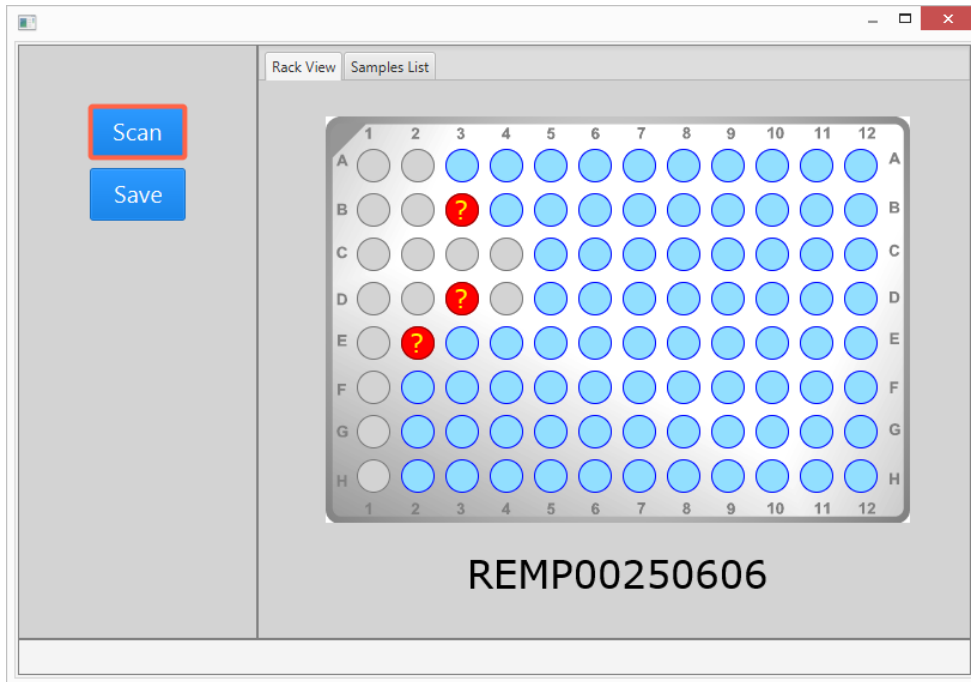 Rack View Samples List
Scan
Save
1 2 3 4 5 6 7 8 9 10 11 12
A A
B ? B
C C
D ? D
E ? E
F F
G G
H H
1 2 3 4 5 6 7 8 9 10 11 12
REMP00250606